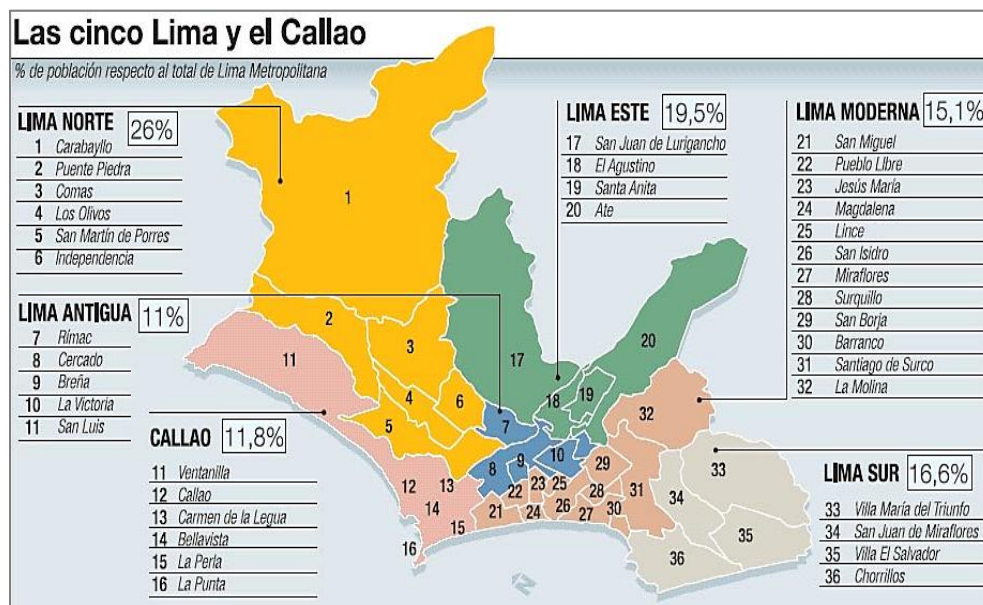 Las cinco Lima y el Callao
% de población respecto al total de Lima Metropolitana
LIMA NORTE 26%
1 Carabayllo
2 Puente Piedra
3 Comas
4 Los Olivos
5 San Martín de Porres
6 Independencia
LIMA ANTIGUA 11%
7 Rímac
8 Cercado
9 Breña
10 La Victoria
11 San Luis
CALLAO 11,8%
11 Ventanilla
12 Callao
13 Carmen de la Legua
14 Bellavista
15 La Perla
16 La Punta
LIMA ESTE 19,5%
17 San Juan de Lurigancho
18 El Agustino
19 Santa Anita
20 Ate
LIMA MODERNA 15,1%
21 San Miguel
22 Pueblo LIbre
23 Jesús María
24 Magdalena
25 Lince
26 San Isidro
27 Miraflores
28 Surquillo
29 San Borja
30 Barranco
31 Santiago de Surco
32 La Molina
LIMA SUR 16,6%
33 Villa María del Triunfo
34 San Juan de Miraflores
35 Villa El Salvador
36 Chorrillos
1
2
3
11
17
20
4
6
18
19
32
5
7
8
9
10
29
33
12
13
22
23
25
28
31
34
14
21
24
26
27
30
35
15
16
36
N